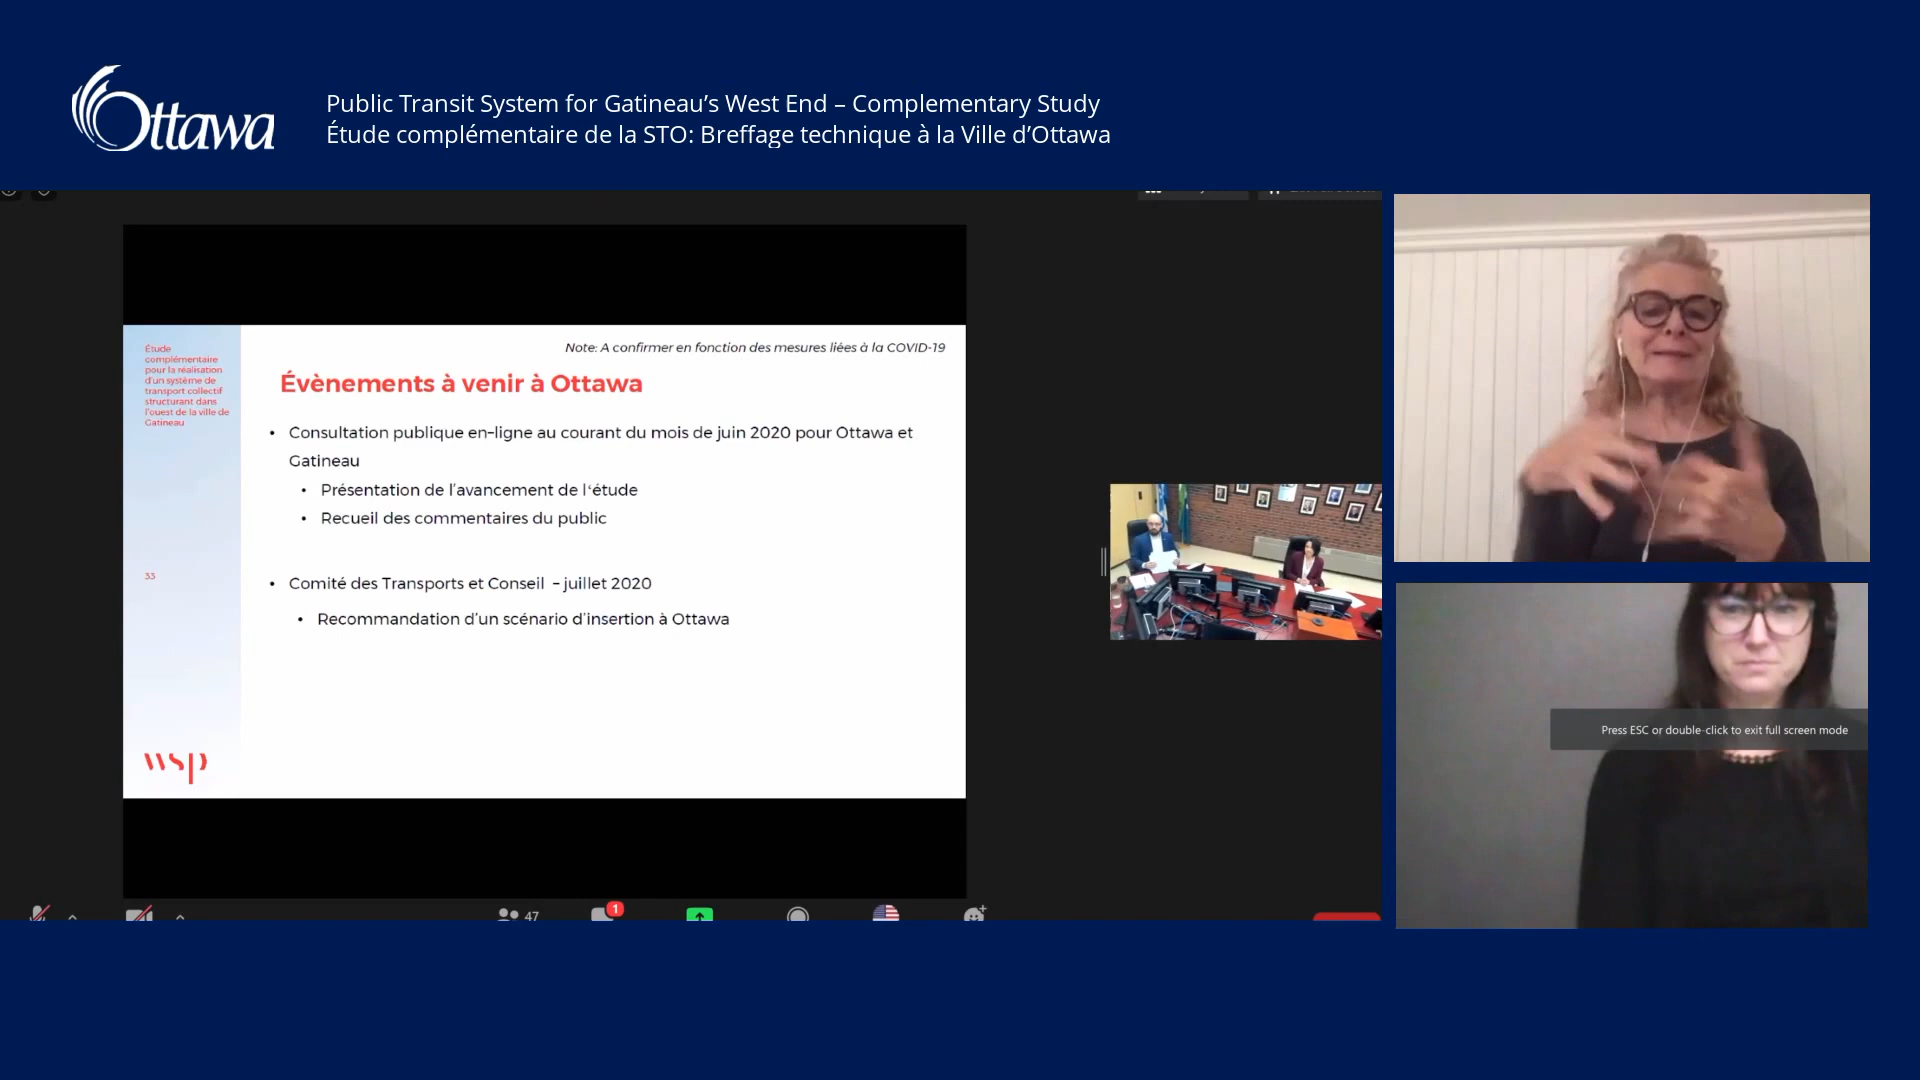 Ottawa
Public Transit System for Gatineau’s West End – Complementary Study
Étude complémentaire de la STO: Breffage technique à la Ville d’Ottawa
Étude
complémentaire
pour la réalisation
d'un système de
transport collectif
structurant dans
l'ouest de la ville de
Gatineau
33
wsp
Note: A confirmer en fonction des mesures liées à la COVID-19
Évènements à venir à Ottawa
• Consultation publique en-ligne au courant du mois de juin 2020 pour Ottawa et
Gatineau
• Présentation de l'avancement de l‘étude
• Recueil des commentaires du public
• Comité des Transports et Conseil – juillet 2020
• Recommandation d'un scénario d'insertion à Ottawa
Press ESC or double-click to exit full screen mode
47
1